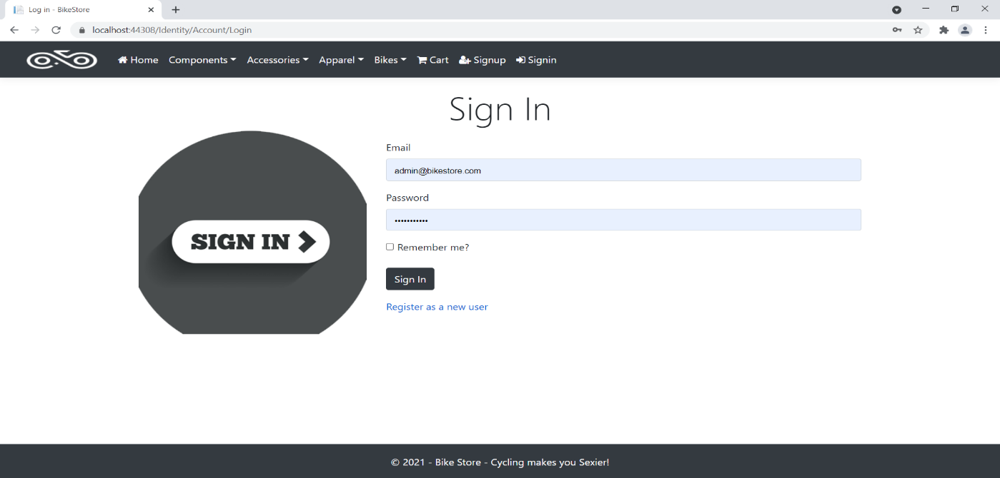 Log in - BikeStore
localhost:44308/Identity/Account/Login
Home Components Accessories Apparel Bikes Cart Signup Signin
Sign In
Email
admin@bikestore.com
Password
•••••••••••
SIGN IN
Remember me?
Sign In
Register as a new user
© 2021 - Bike Store - Cycling makes you Sexier!